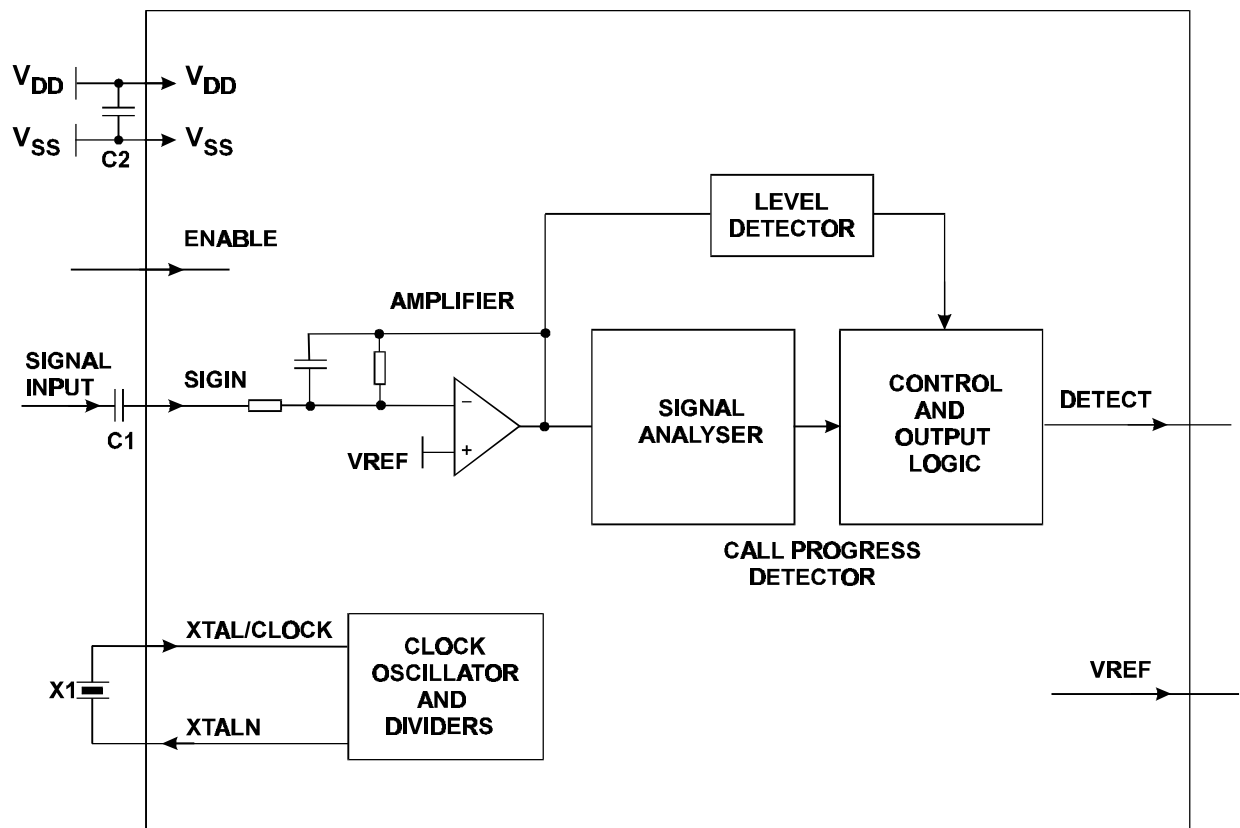 VDD
VDD
VSS
VSS
C2
LEVEL
DETECTOR
ENABLE
AMPLIFIER
SIGNAL
INPUT
SIGIN
C1
VREF
−
+
SIGNAL
ANALYSER
CONTROL
AND
OUTPUT
LOGIC
DETECT
CALL PROGRESS
DETECTOR
XTAL/CLOCK
X1
XTALN
CLOCK
OSCILLATOR
AND
DIVIDERS
VREF